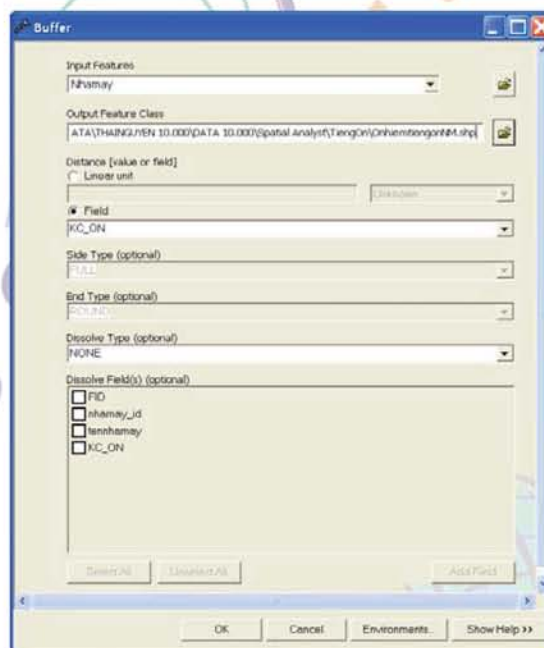 Buffer
Input Features
Nhamay
Output Feature Class
ATA\THAINGUYEN 10.000\DATA 10.000\Spatial Analyst\TiengOn\OnhiemtiengonNM.shp
Distance [value or field]
Linear unit
Unknown
Field
KC_ON
Side Type (optional)
FULL
End Type (optional)
ROUND
Dissolve Type (optional)
NONE
Dissolve Field(s) (optional)
FID
nhamay_id
tennhamay
KC_ON
Select All Unselect All Add Field
OK Cancel Environments... Show Help >>